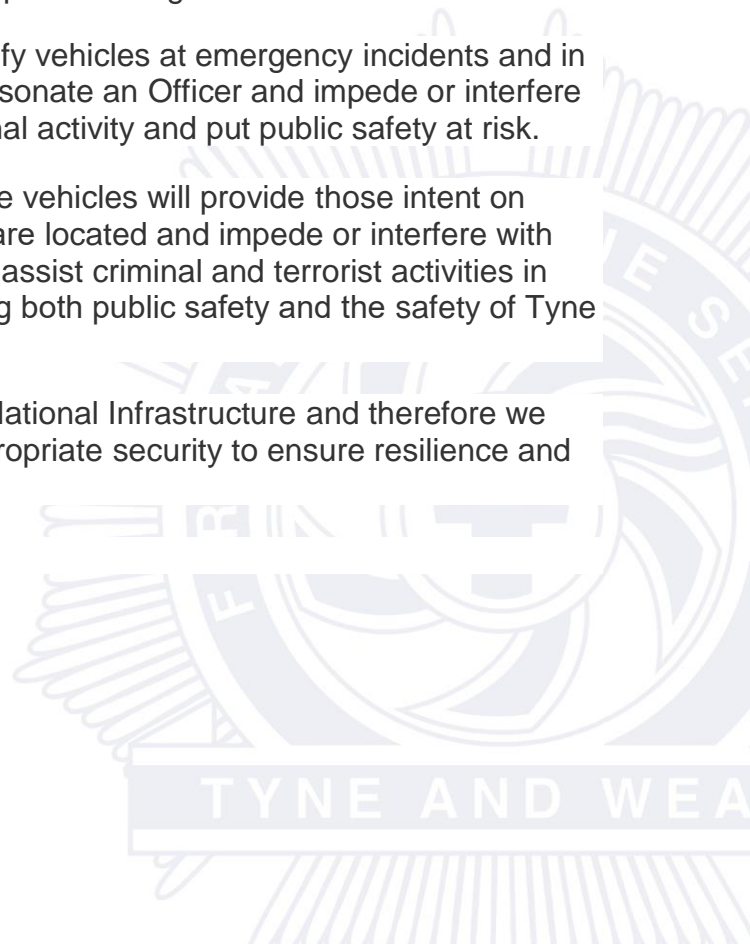 fy vehicles at emergency incidents and in
sonate an Officer and impede or interfere
nal activity and put public safety at risk.
e vehicles will provide those intent on
are located and impede or interfere with
assist criminal and terrorist activities in
g both public safety and the safety of Tyne
National Infrastructure and therefore we
ropriate security to ensure resilience and
TYNE AND WEA